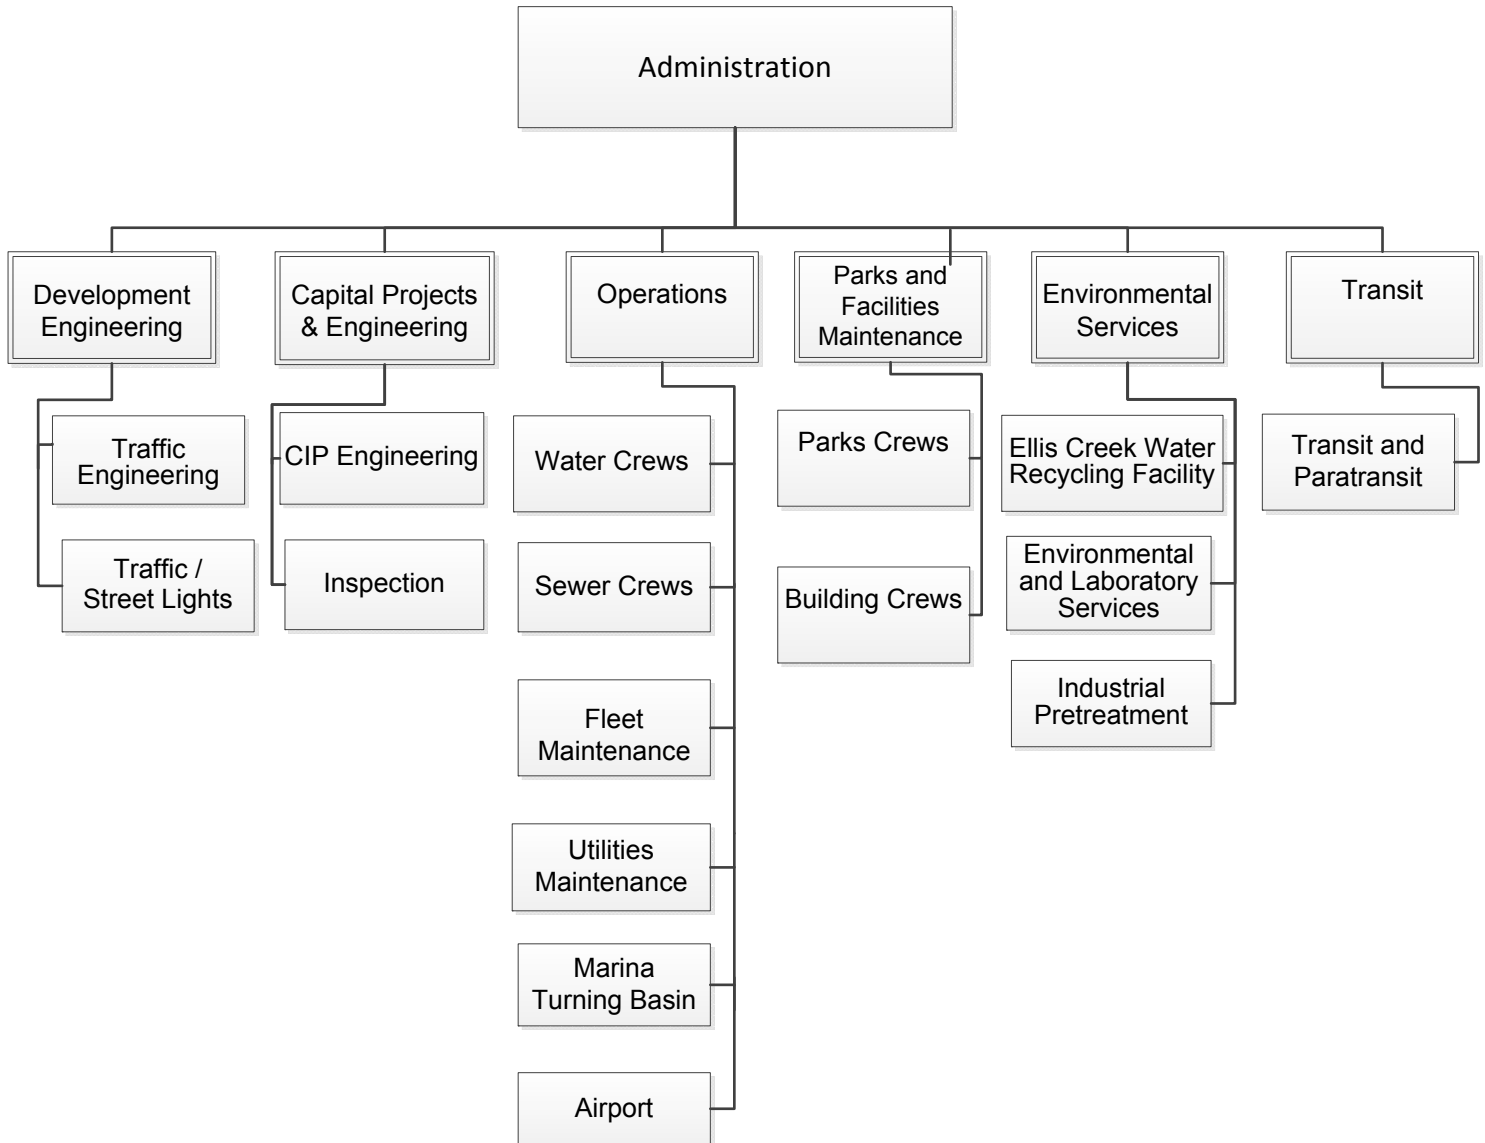 Administration
Development
Engineering
Capital Projects
& Engineering
Operations
Parks and
Facilities
Maintenance
Environmental
Services
Transit
Traffic
Engineering
Traffic /
Street Lights
CIP Engineering
Inspection
Water Crews
Sewer Crews
Fleet
Maintenance
Utilities
Maintenance
Marina
Turning Basin
Airport
Parks Crews
Building Crews
Ellis Creek Water
Recycling Facility
Environmental
and Laboratory
Services
Industrial
Pretreatment
Transit and
Paratransit